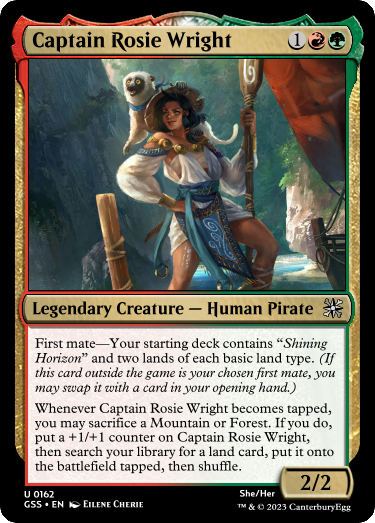 Captain Rosie Wright 1
Legendary Creature — Human Pirate
First mate—Your starting deck contains “Shining
Horizon” and two lands of each basic land type. (If
this card outside the game is your chosen first mate, you
may swap it with a card in your opening hand.)
Whenever Captain Rosie Wright becomes tapped,
you may sacrifice a Mountain or Forest. If you do,
put a +1/+1 counter on Captain Rosie Wright,
then search your library for a land card, put it onto
the battlefield tapped, then shuffle.
2/2
U 0162 She/Her
GSS • EN Eilene Cherie ™ & © 2023 CanterburyEgg